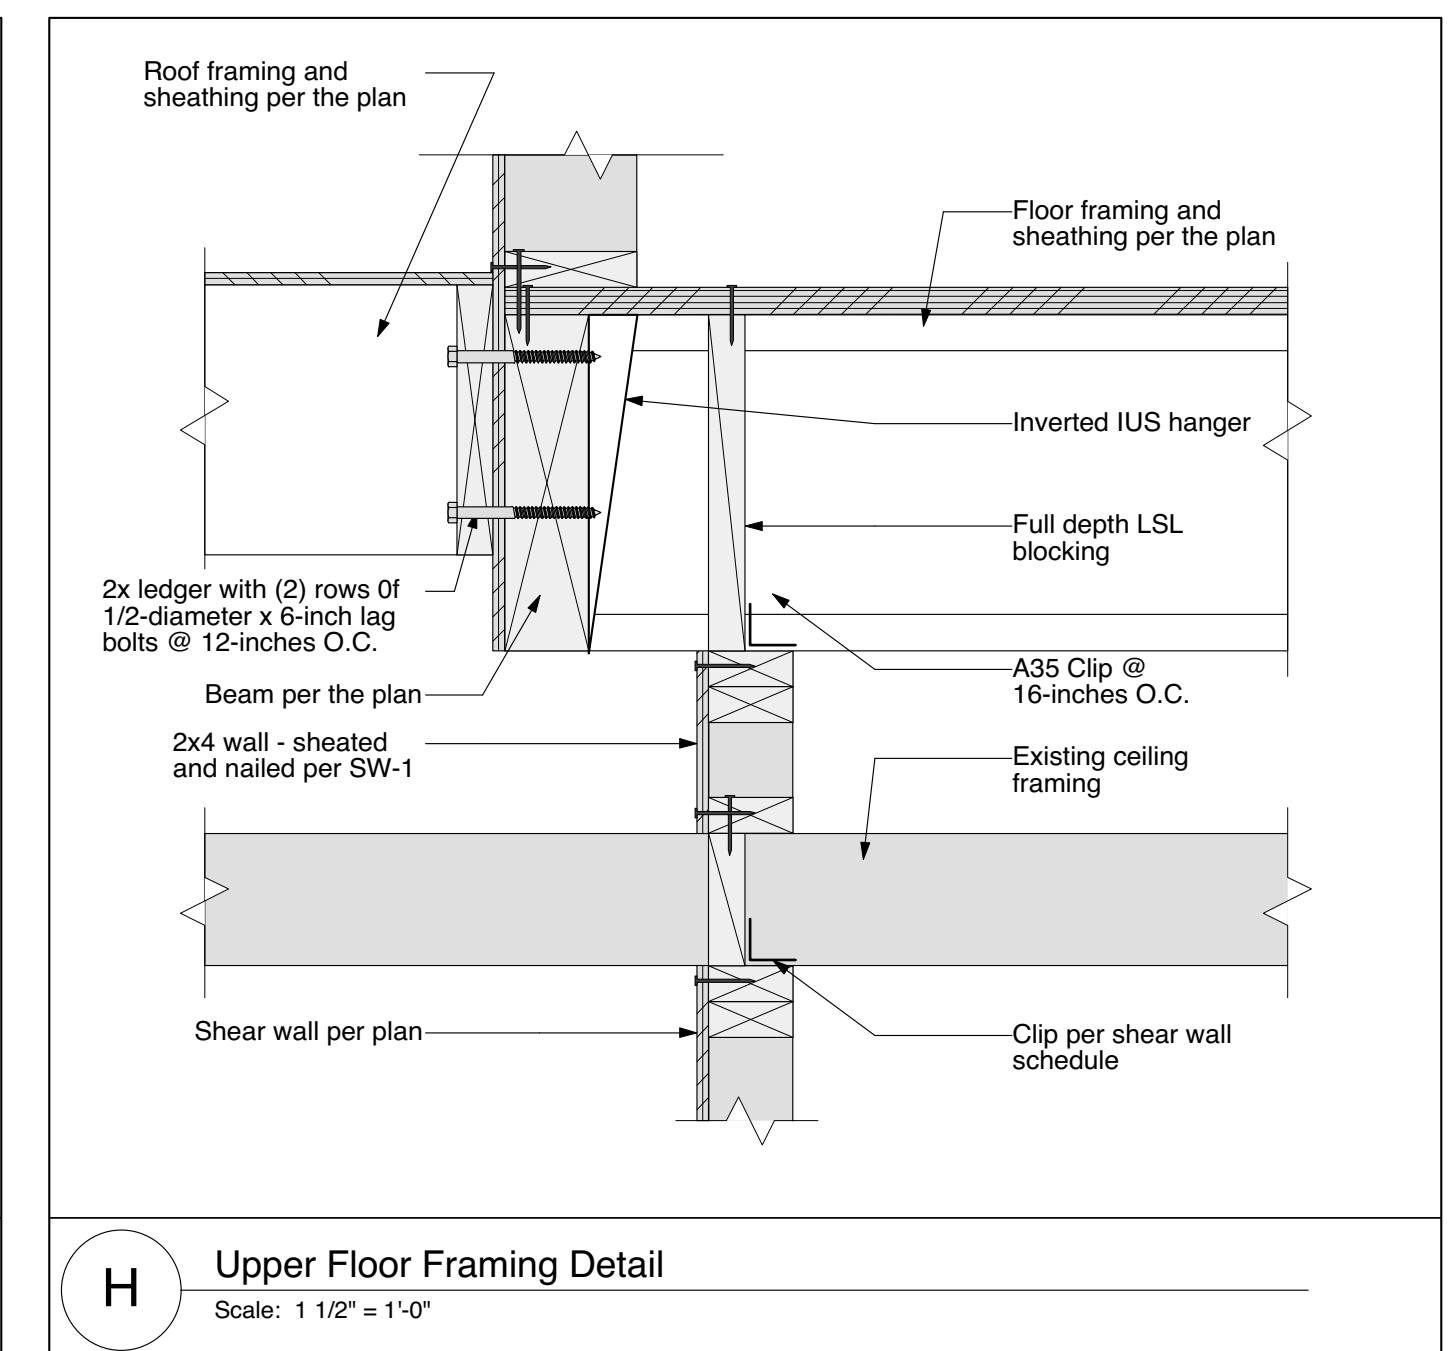 Roof framing and
sheathing per the plan
Floor framing and
sheathing per the plan
Inverted IUS hanger
Full depth LSL
blocking
2x ledger with (2) rows 0f
1/2-diameter x 6-inch lag
bolts @ 12-inches O.C.
A35 Clip @
16-inches O.C.
Beam per the plan
2x4 wall - sheated
and nailed per SW-1
Existing ceiling
framing
Shear wall per plan
Clip per shear wall
schedule
H
Upper Floor Framing Detail
Scale: 1 1/2" = 1'-0"